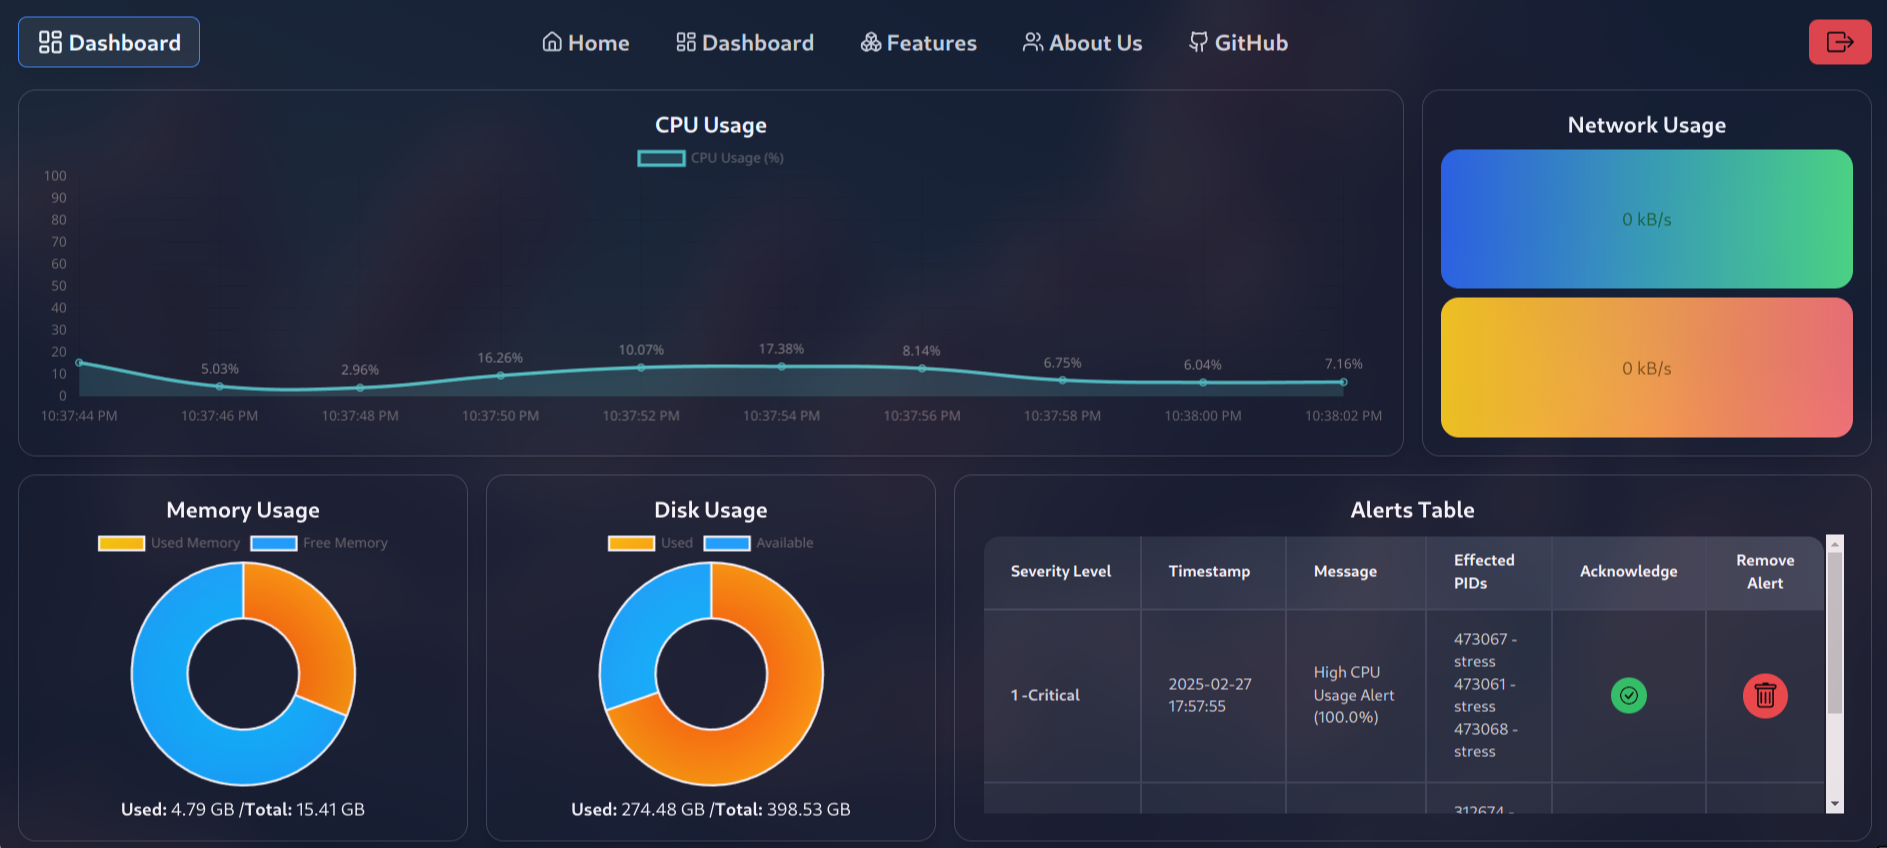 Dashboard
Home
Dashboard
Features
About Us
GitHub
CPU Usage
CPU Usage (%)
100
90
80
70
60
50
40
30
20
10
0
5.03%
2.96%
16.26%
10.07%
17.38%
8.14%
6.75%
6.04%
7.16%
10:37:44 PM
10:37:46 PM
10:37:48 PM
10:37:50 PM
10:37:52 PM
10:37:54 PM
10:37:56 PM
10:37:58 PM
10:38:00 PM
10:38:02 PM
Network Usage
0 kB/s
0 kB/s
Memory Usage
Used Memory
Free Memory
Used: 4.79 GB /Total: 15.41 GB
Disk Usage
Used
Available
Used: 274.48 GB /Total: 398.53 GB
Alerts Table
Severity Level
Timestamp
Message
Effected
PIDs
Acknowledge
Remove
Alert
1 -Critical
2025-02-27
17:57:55
High CPU
Usage Alert
(100.0%)
473067 -
stress
473061 -
stress
473068 -
stress
312674 -